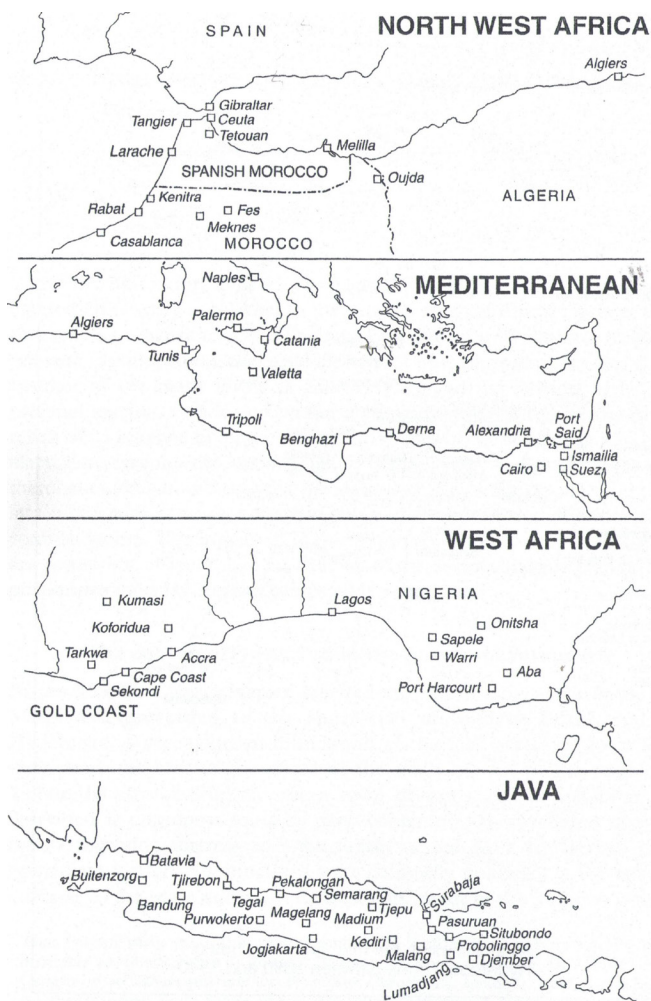 NORTH WEST AFRICA
SPAIN
Algiers
Gibraltar
Tangier
Ceuta
Tetouan
Larache
Melilla
SPANISH MOROCCO
Oujda
ALGERIA
Kenitra
Rabat
Fes
Meknes
Casablanca
MOROCCO
MEDITERRANEAN
Naples
Algiers
Palermo
Catania
Tunis
Valetta
Tripoli
Benghazi
Derna
Alexandria
Port
Said
Ismailia
Cairo
Suez
WEST AFRICA
NIGERIA
Kumasi
Lagos
Koforidua
Onitsha
Sapele
Tarkwa
Accra
Warri
Cape Coast
Aba
Sekondi
Port Harcourt
GOLD COAST
JAVA
Batavia
Buitenzorg
Tjirebon
Pekalongan
Surabaja
Bandung
Tegal
Semarang
Tjepu
Purwokerto
Magelang
Madium
Pasuruan
Situbondo
Jogjakarta
Kediri
Malang
Probolinggo
Djember
Lumadjang